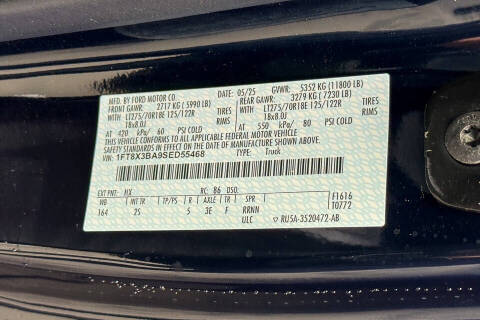 MFD. BY FORD MOTOR CO.
DATE: 05/25 GVWR: 5352 KG (11800 LB)
FRONT GAWR: 2717 KG (5990 LB) REAR GAWR: 3279 KG (7230 LB)
WITH LT275/70R18E 125/122R TIRES WITH LT275/70R18E 125/122R TIRES
18x8.0J RIMS 18x8.0J RIMS
AT 420 kPa/ 60 PSI COLD AT 550 kPa/ 80 PSI COLD
THIS VEHICLE CONFORMS TO ALL APPLICABLE FEDERAL MOTOR VEHICLE
SAFETY STANDARDS IN EFFECT ON THE DATE OF MANUFACTURE SHOWN ABOVE.
VIN: 1FT8X3BA9SED55468 TYPE: Truck
EXT PNT: HX RC: 86 DSO: F1616
WB INT TR TP/PS R AXLE TR SPR T0772
164 2S 5 3E F RRNN
ULC RU5A-3520472-AB